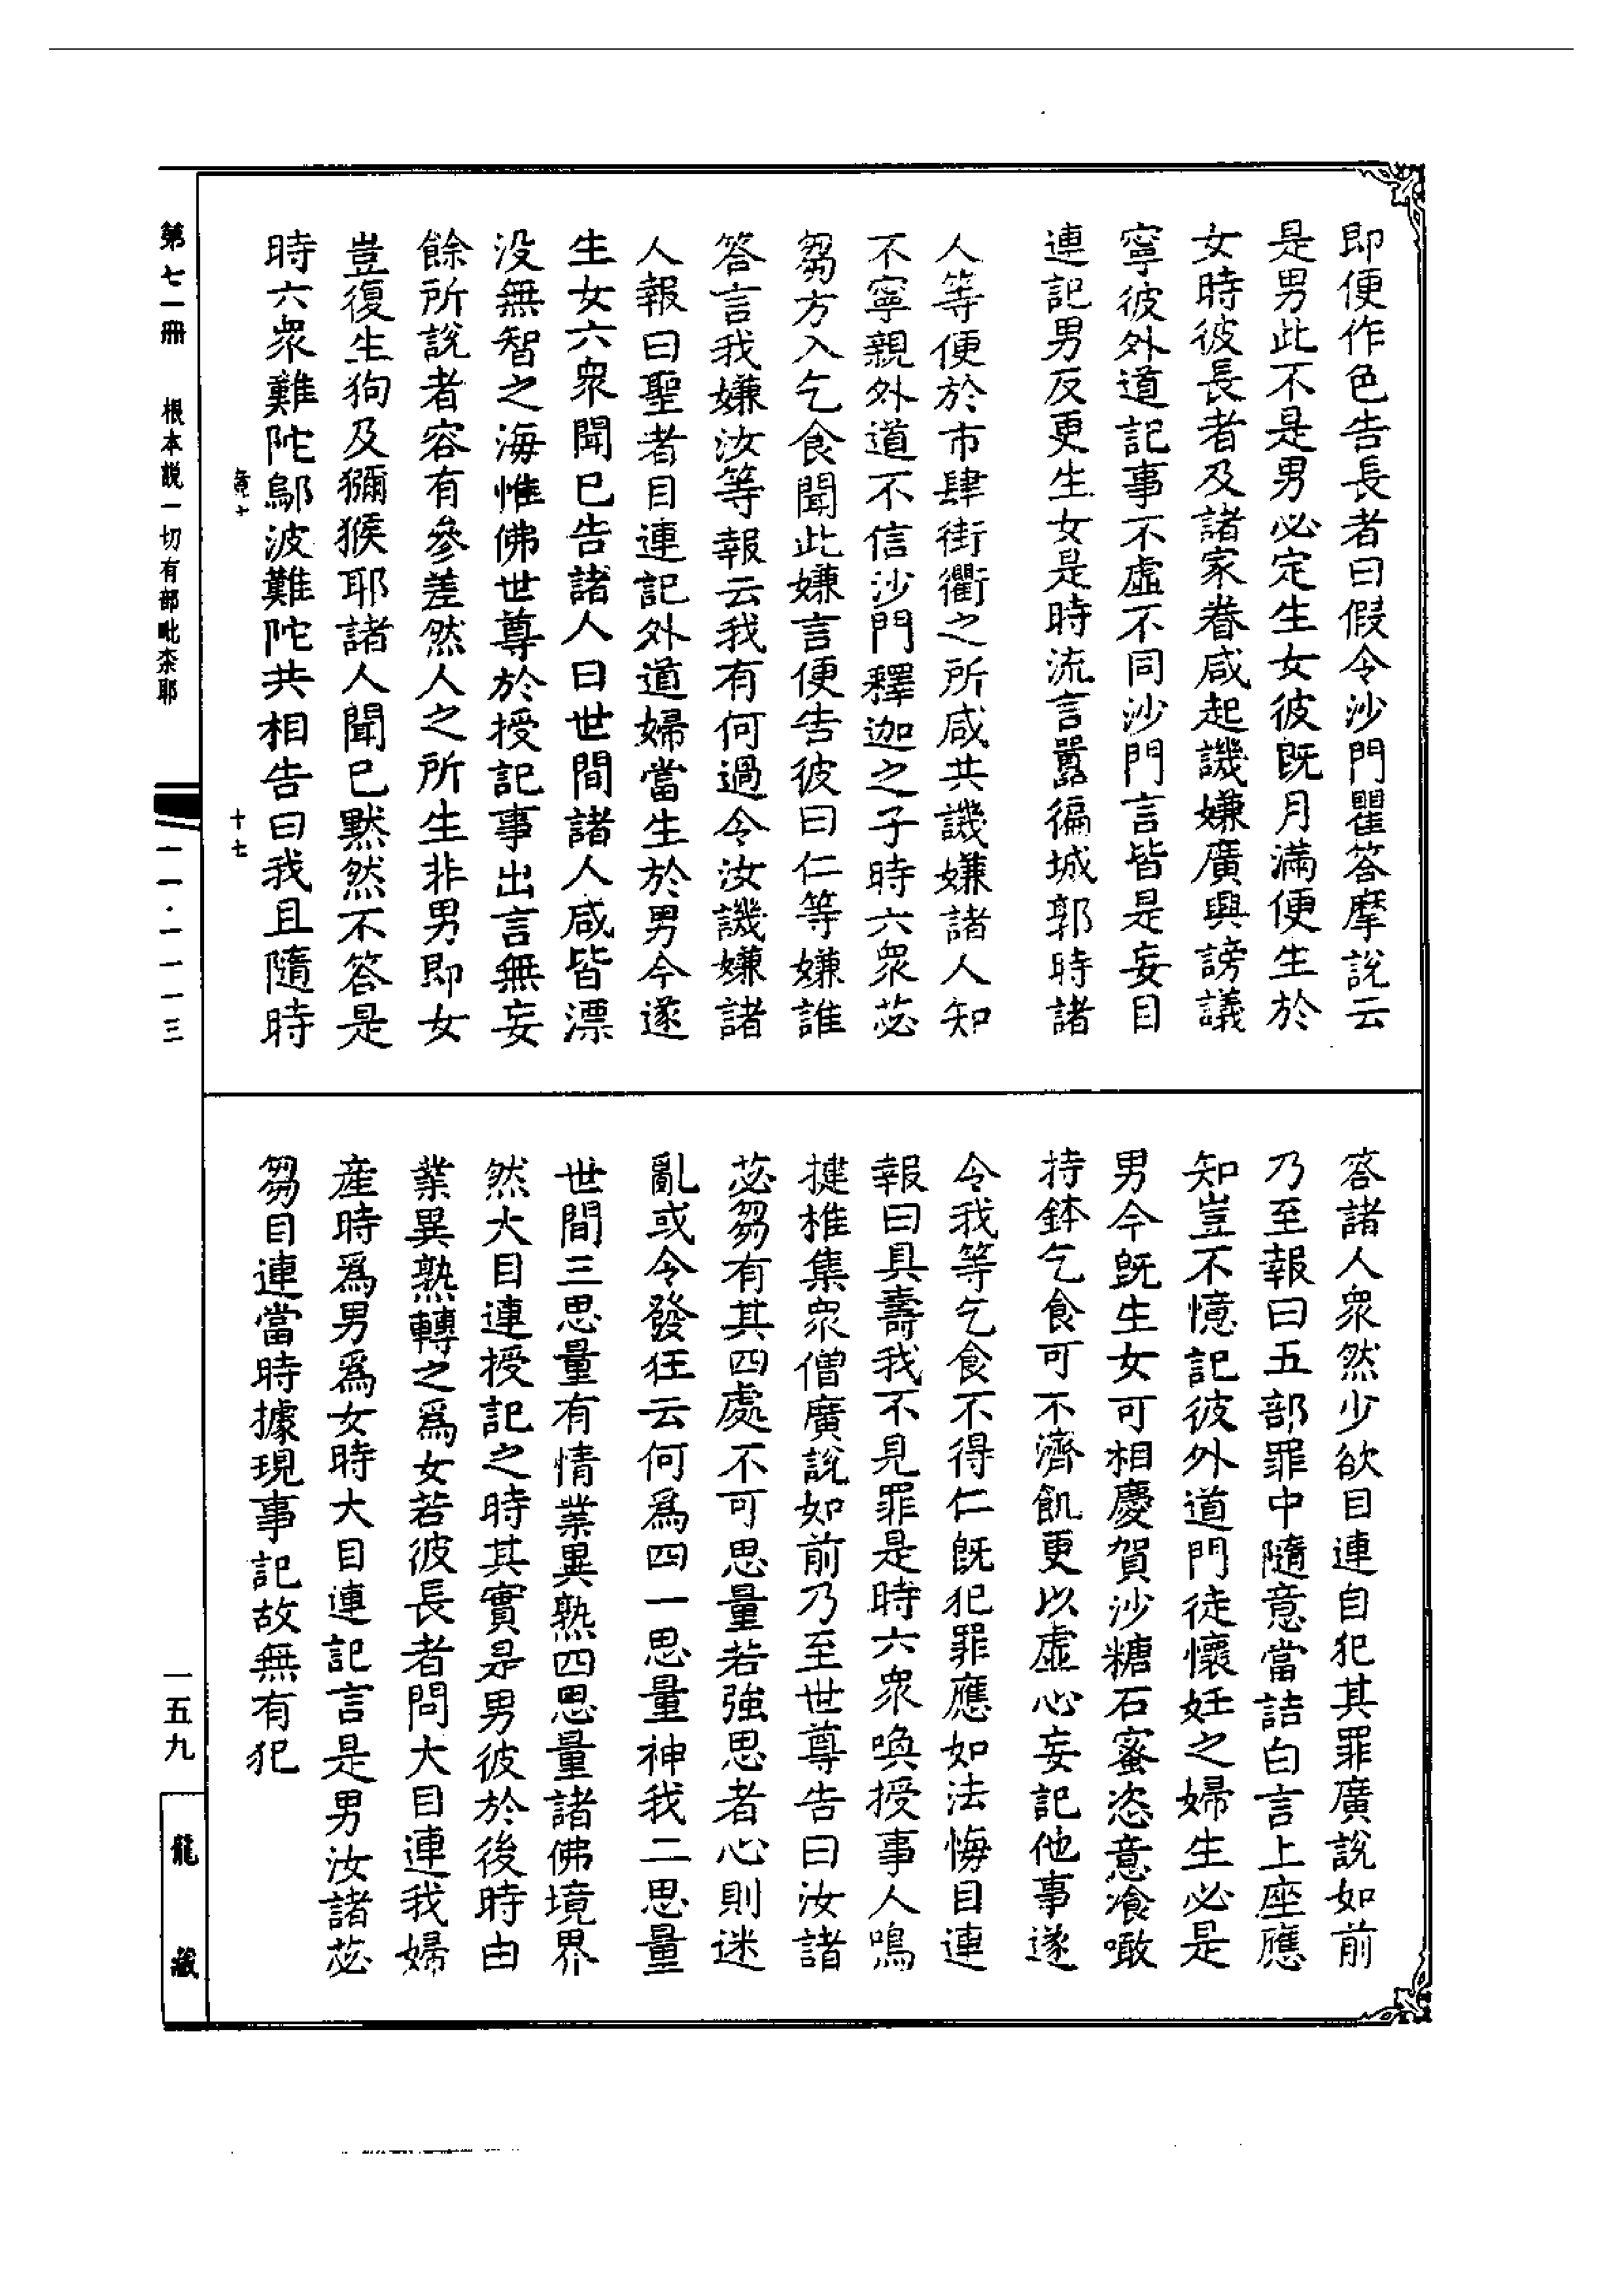 即便作色告長者曰假令沙門瞿答摩說云
是男此不是男必定生女彼既月滿便生於
女時彼長者及諸家眷咸起譏嫌廣興謗議
寧彼外道記事不虛不同沙門言皆是妄目
連記男反更生女是時流言囂徧城郭時諸
人等便於市肆街衢之所咸共譏嫌諸人知
不寧親外道不信沙門釋迦之子時六衆苾
芻方入乞食聞此嫌言便告彼曰仁等嫌誰
答言我嫌汝等報云我有何過令汝譏嫌諸
人報曰聖者目連記外道婦當生於男今遂
生女六衆聞已告諸人曰世間諸人咸皆漂
没無智之海惟佛世尊於授記事出言無妄
餘所說者容有參差然人之所生非男即女
豈復生狗及獼猴耶諸人聞已默然不答是
時六衆難陀鄔波難陀共相告曰我且隨時
竟十
十七
答諸人衆然少欲目連自犯其罪廣說如前
乃至報曰五部罪中隨意當詰白言上座應
知豈不憶記彼外道門徒懷妊之婦生必是
男今既生女可相慶賀沙糖石蜜恣意飡噉
持鉢乞食可不濟飢更以虛心妄記他事遂
令我等乞食不得仁既犯罪應如法悔目連
報曰具壽我不見罪是時六衆喚授事人鳴
揵椎集衆僧廣說如前乃至世尊告曰汝諸
苾芻有其四處不可思量若強思者心則迷
亂或令發狂云何爲四一思量神我二思量
世間三思量有情業異熟四思量諸佛境界
然大目連授記之時其實是男彼於後時由
業異熟轉之爲女若彼長者問大目連我婦
産時爲男爲女時大目連記言是男汝諸苾
芻目連當時據現事記故無有犯
第七一冊 根本説一切有部毗柰耶
一一·一一一三
一五九
龍藏